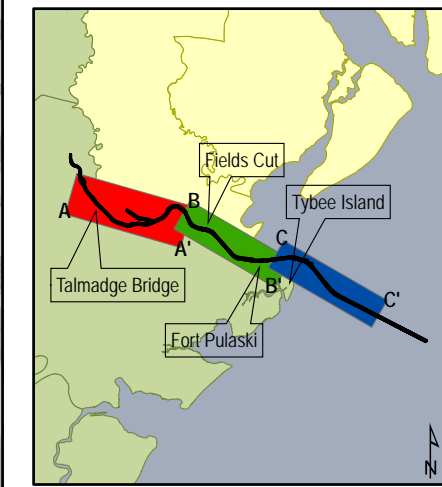 Fields Cut
Tybee Island
A
B
A'
C
B'
C'
Talmadge Bridge
Fort Pulaski
N